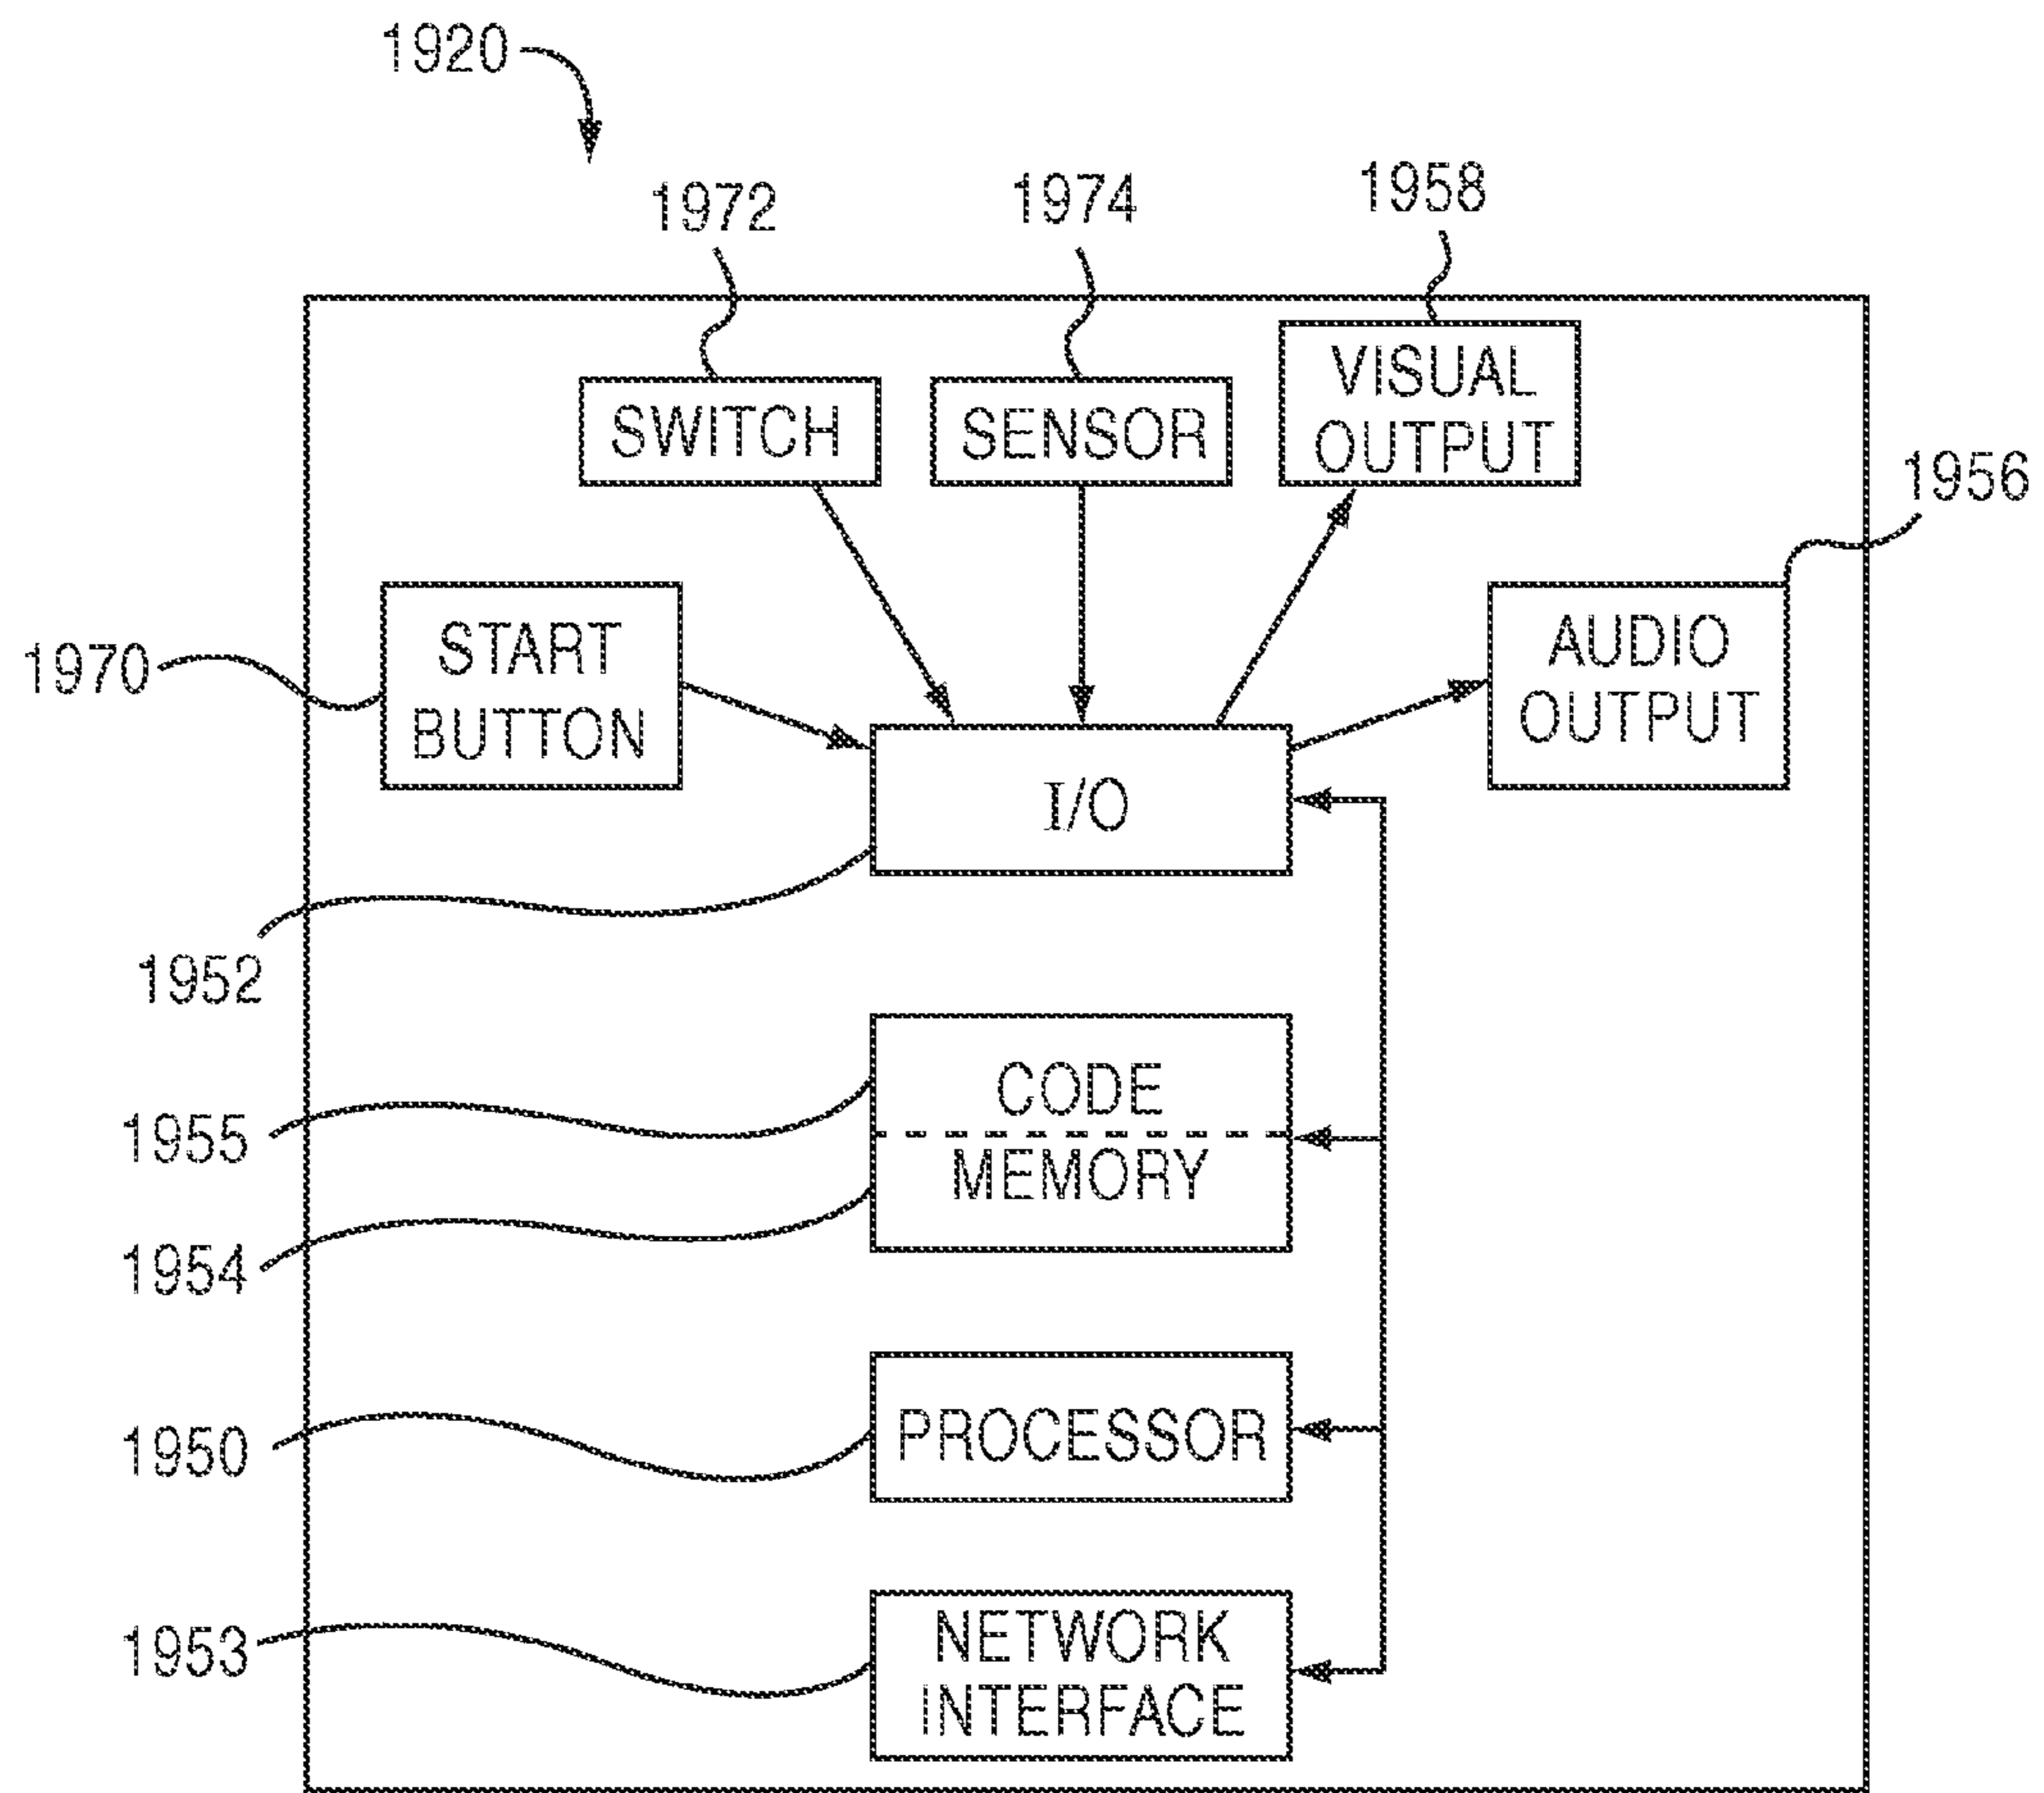 1920
1972
1974
1958
SWITCH
SENSOR
VISUAL
OUTPUT
1956
1970
START
BUTTON
AUDIO
OUTPUT
I/O
1952
1955
CODE
MEMORY
1954
1950
PROCESSOR
1953
NETWORK
INTERFACE